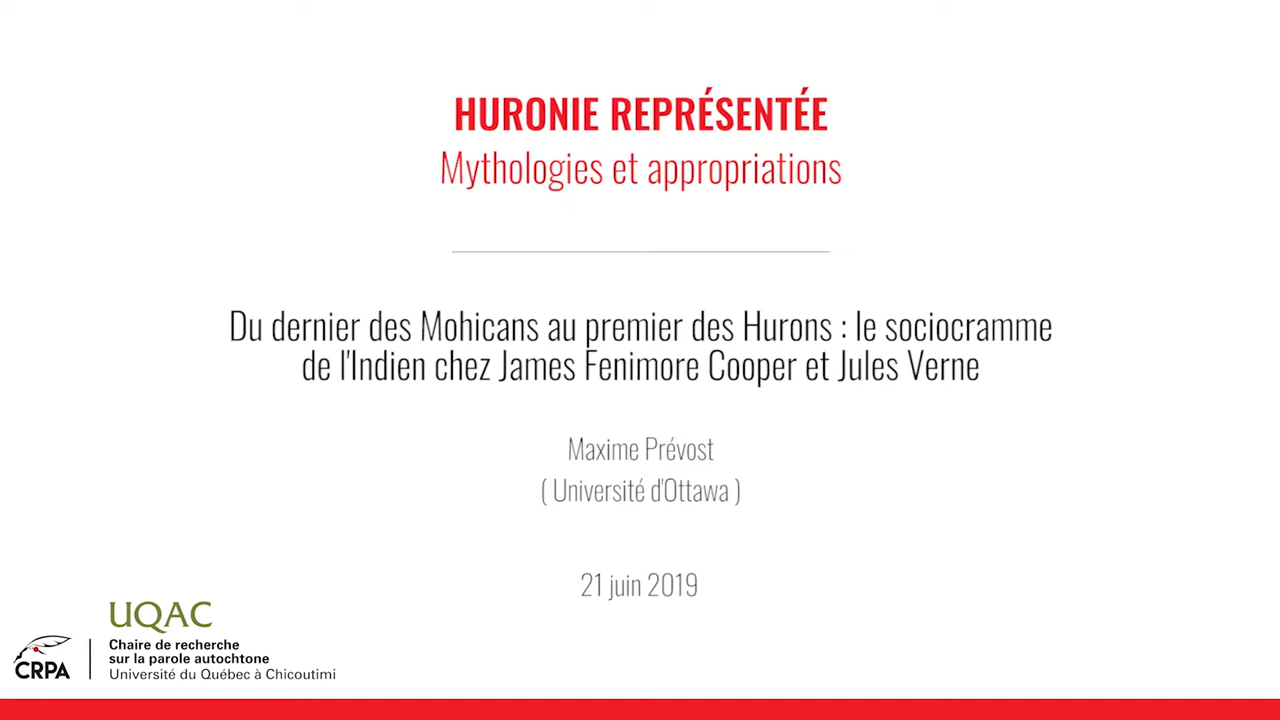 HURONIE REPRÉSENTÉE
Mythologies et appropriations
Du dernier des Mohicans au premier des Hurons : le sociocramme
de l'Indien chez James Fenimore Cooper et Jules Verne
Maxime Prévost
( Université d'Ottawa )
21 juin 2019
UQAC
CRPA
Chaire de recherche
sur la parole autochtone
Université du Québec à Chicoutimi